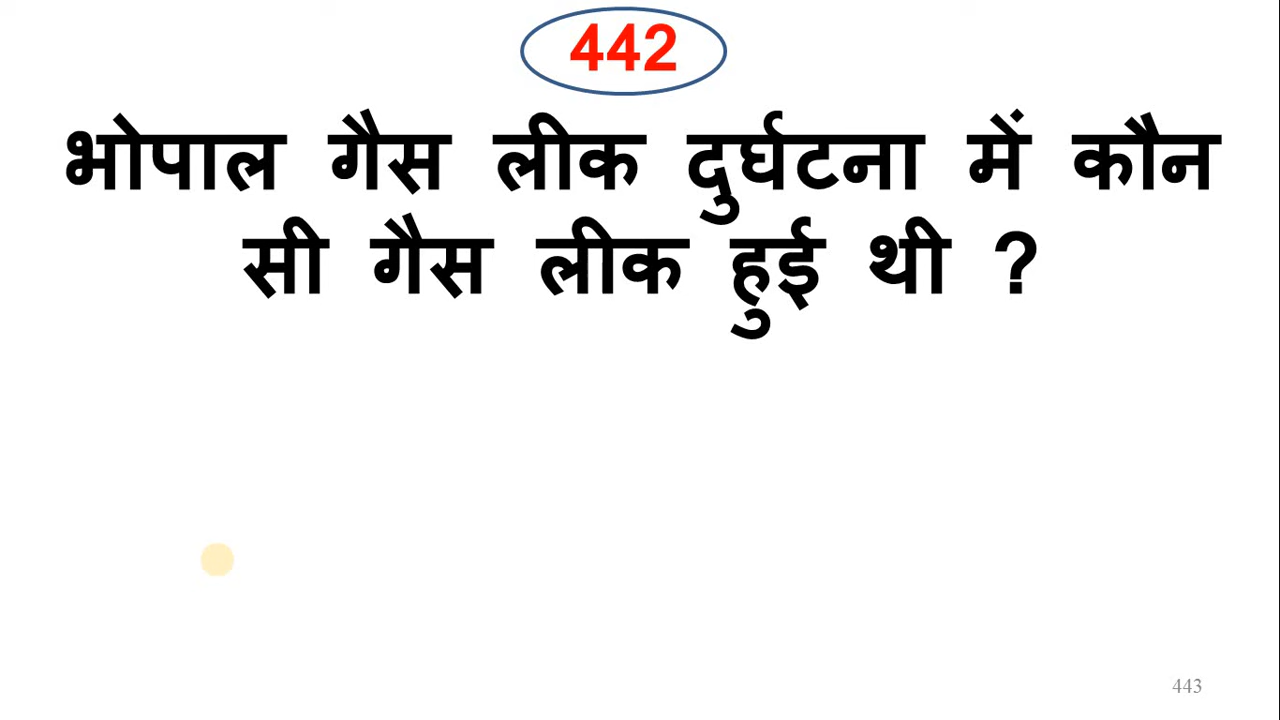 442
भोपाल गैस लीक दुर्घटना में कौन
सी गैस लीक हुई थी ?
443